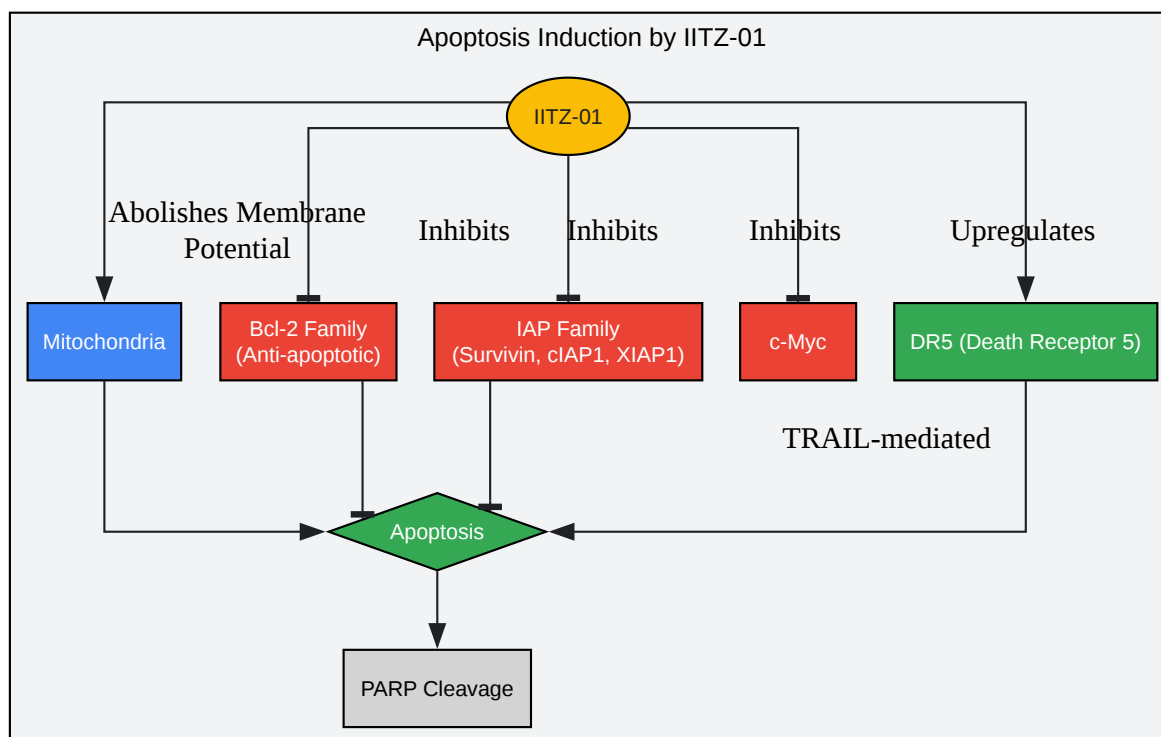 Apoptosis Induction by IITZ-01
IITZ-01
Abolishes Membrane
Potential
Inhibits
Inhibits
Inhibits
Upregulates
Mitochondria
Bcl-2 Family
(Anti-apoptotic)
IAP Family
(Survivin, cIAP1, XIAP1)
c-Myc
DR5 (Death Receptor 5)
TRAIL-mediated
Apoptosis
PARP Cleavage